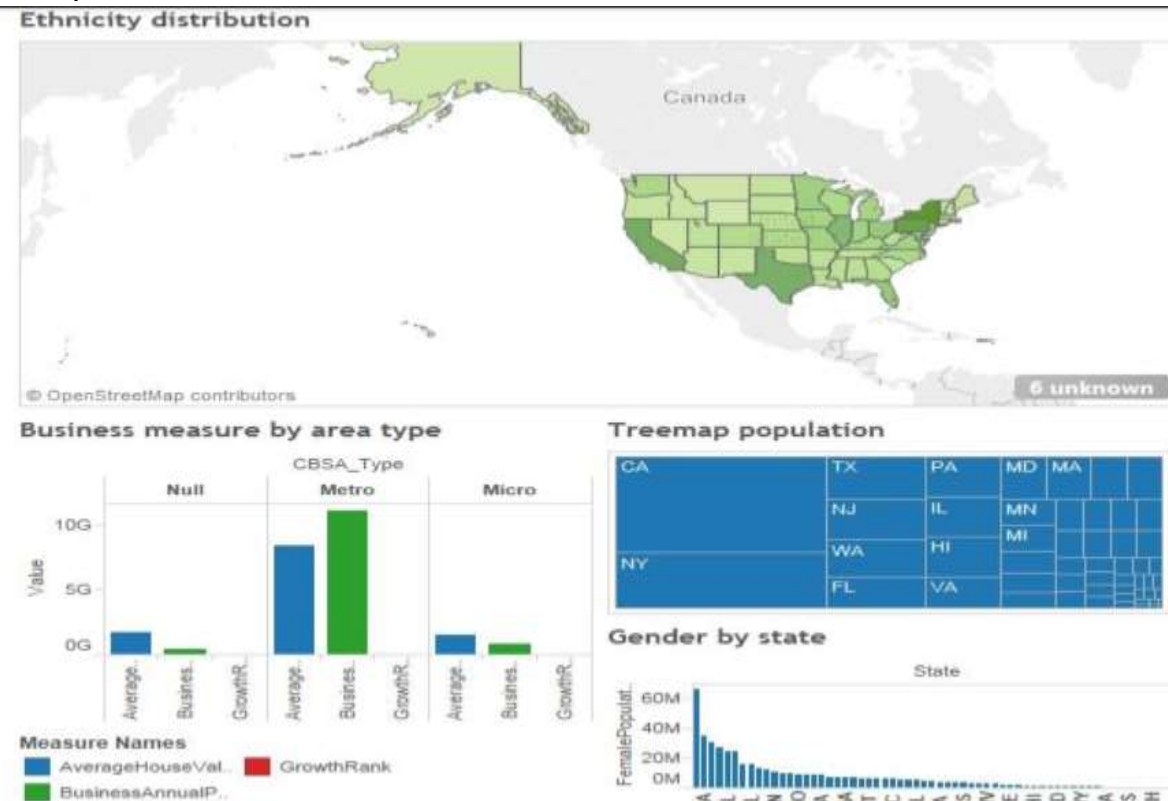 Ethnicity distribution
Canada
© OpenStreetMap contributors
6 unknown
Business measure by area type
CBSA_Type
Null Metro Micro
10G
5G
0G
Value
Average.. Busines.. GrowthR.. Average.. Busines.. GrowthR.. Average.. Busines.. GrowthR..
Measure Names
AverageHouseVal.. GrowthRank
BusinessAnnualP..
Treemap population
CA TX PA MD MA
NJ IL MN
WA HI MI
NY FL VA
Gender by state
State
FemalePopulat..
60M
40M
20M
0M